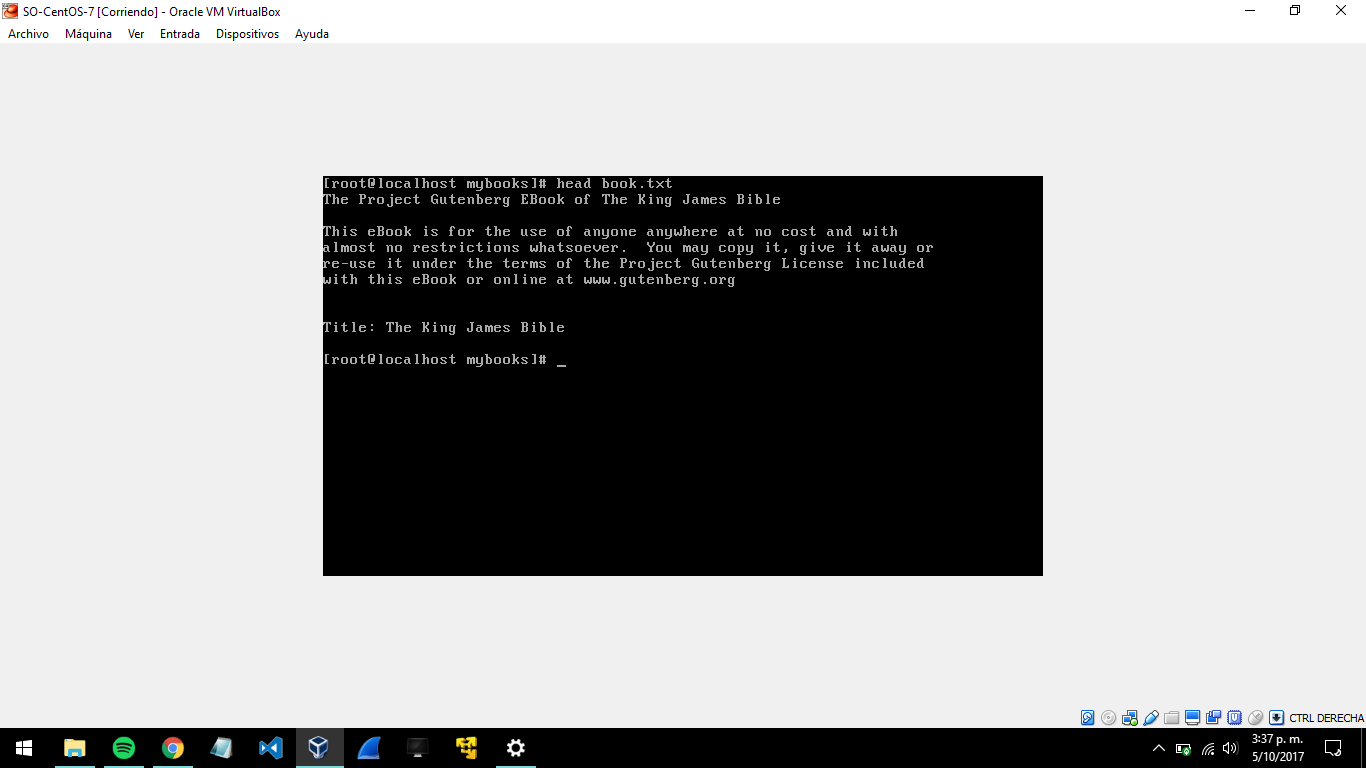 SO-CentOS-7 [Corriendo] - Oracle VM VirtualBox
Archivo Máquina Ver Entrada Dispositivos Ayuda
[root@localhost mybooks]# head book.txt
The Project Gutenberg EBook of The King James Bible
This eBook is for the use of anyone anywhere at no cost and with
almost no restrictions whatsoever.  You may copy it, give it away or
re-use it under the terms of the Project Gutenberg License included
with this eBook or online at www.gutenberg.org
Title: The King James Bible
[root@localhost mybooks]# _
CTRL DERECHA
3:37 p. m.
5/10/2017